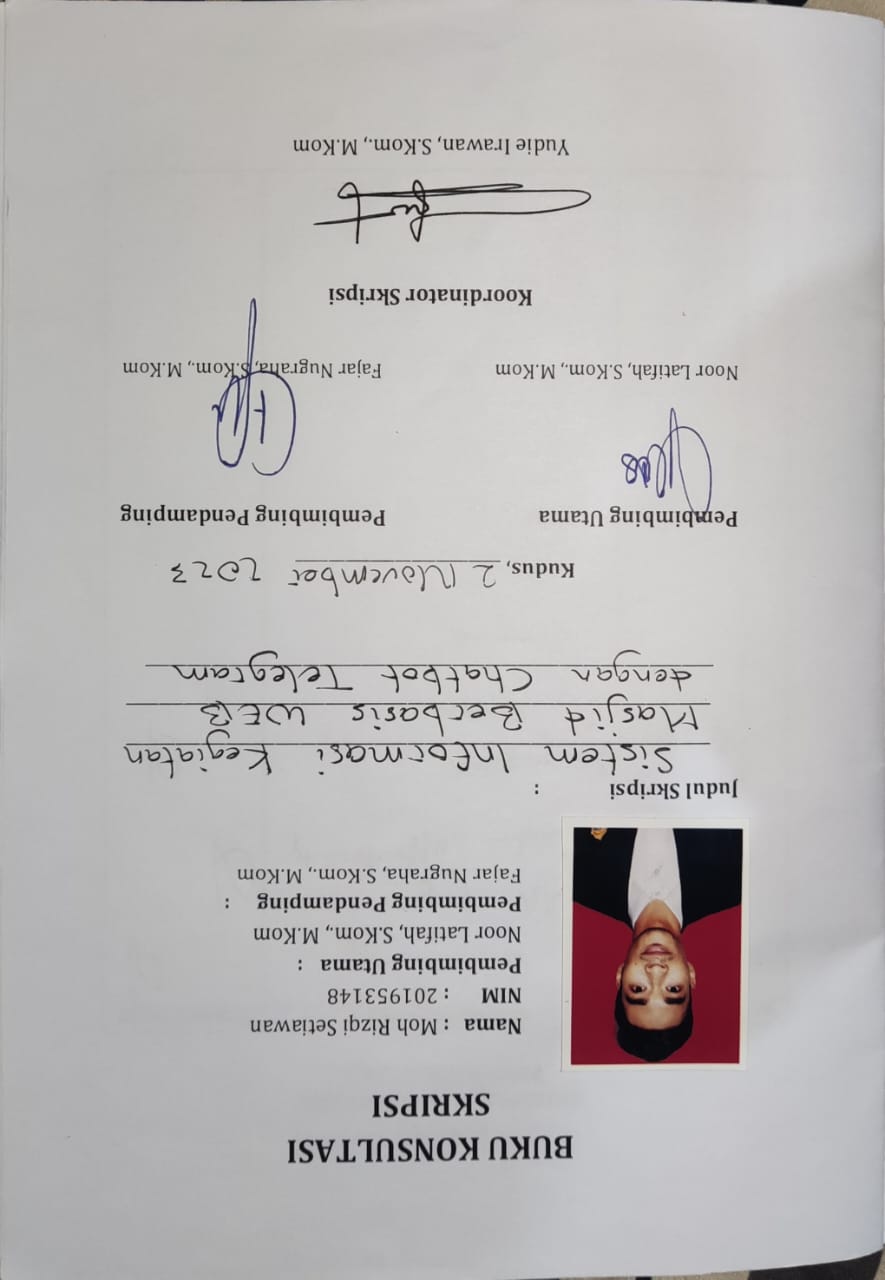 BUKU KONSULTASI
SKRIPSI
Nama : Moh Rizqi Setiawan
NIM : 201953148
Pembimbing Utama :
Noor Latifah, S.Kom., M.Kom
Pembimbing Pendamping :
Fajar Nugraha, S.Kom., M.Kom
Judul Skripsi :
Sistem Informasi Kegiatan
Masjid Berbasis WEB
dengan Chatbot Telegram
Kudus, 2 November 2023
Pembimbing Utama Pembimbing Pendamping
Noor Latifah, S.Kom., M.Kom Fajar Nugraha, S.Kom., M.Kom
Koordinator Skripsi
Yudie Irawan, S.Kom., M.Kom